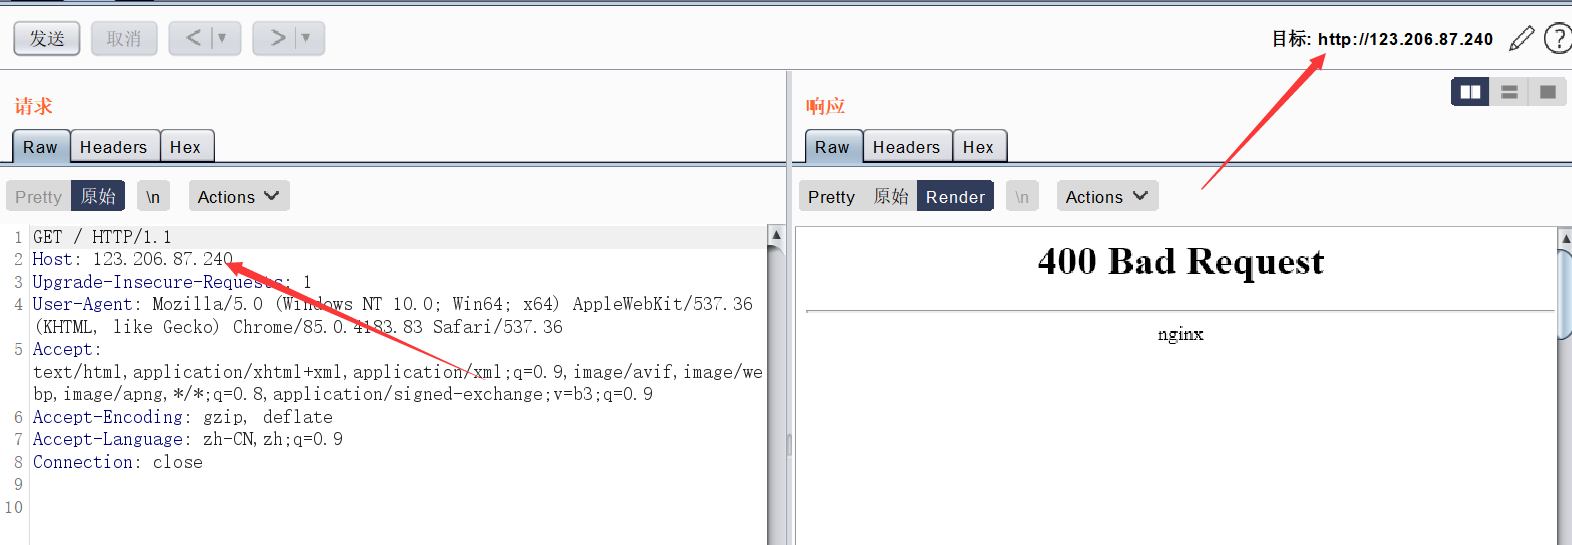 发送 取消 < ▼ > ▼ 目标: http://123.206.87.240 ?
请求
Raw Headers Hex
Pretty 原始 \n Actions
1 GET / HTTP/1.1
2 Host: 123.206.87.240
3 Upgrade-Insecure-Requests: 1
4 User-Agent: Mozilla/5.0 (Windows NT 10.0; Win64; x64) AppleWebKit/537.36
(KHTML, like Gecko) Chrome/85.0.4183.83 Safari/537.36
5 Accept:
text/html,application/xhtml+xml,application/xml;q=0.9,image/avif,image/we
bp,image/apng,*/*;q=0.8,application/signed-exchange;v=b3;q=0.9
6 Accept-Encoding: gzip, deflate
7 Accept-Language: zh-CN,zh;q=0.9
8 Connection: close
9
10
响应
Raw Headers Hex
Pretty 原始 Render \n Actions
400 Bad Request
nginx